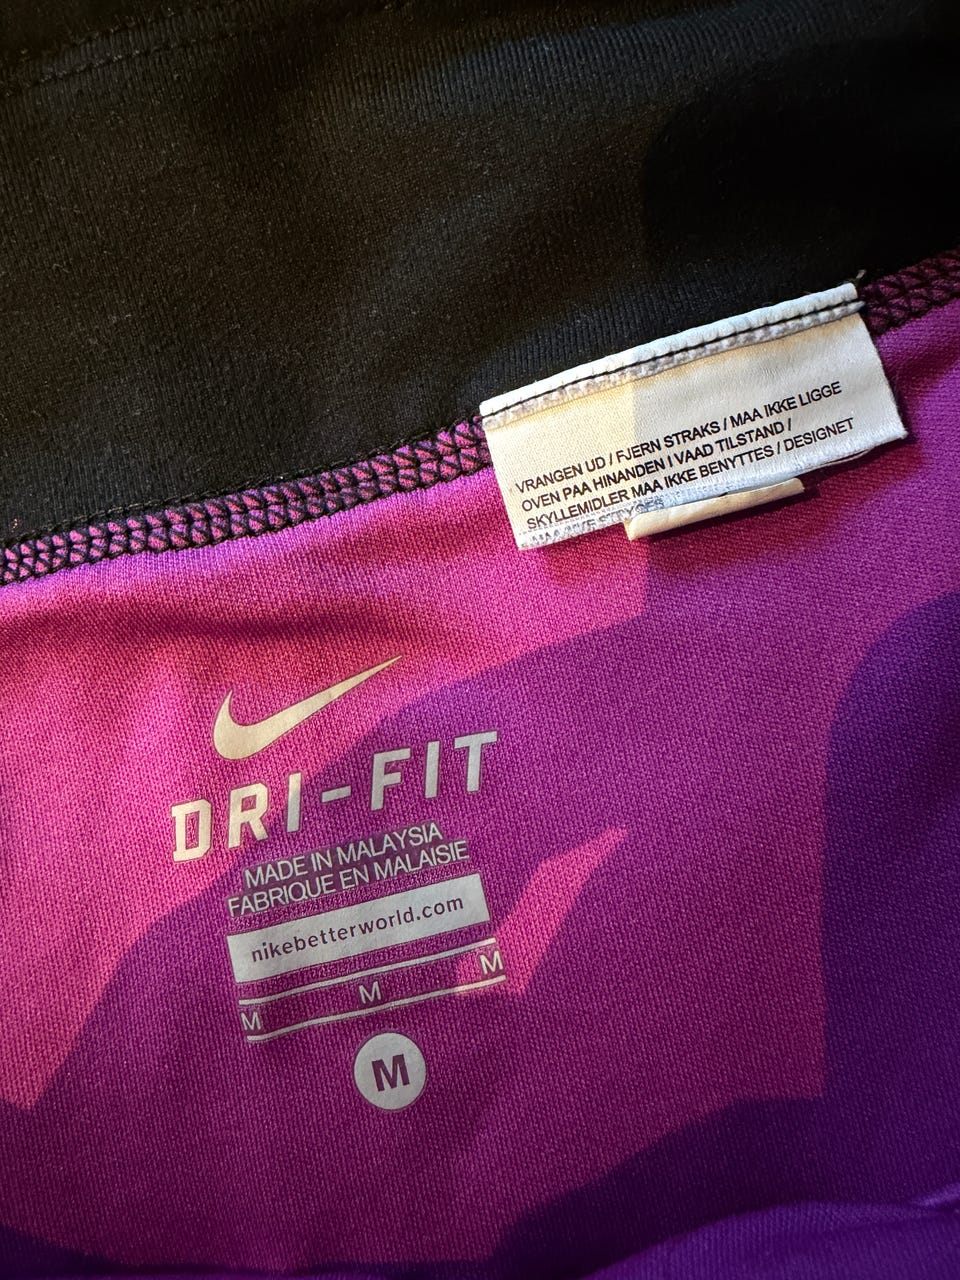 VRANGEN UD / FJERN STRAKS / MAA IKKE LIGGE
OVEN PAA HINANDEN I VAAD TILSTAND /
SKYLLEMIDLER MAA IKKE BENYTTES / DESIGNET
DRI-FIT
MADE IN MALAYSIA
FABRIQUE EN MALAISIE
nikebetterworld.com
M M M
M